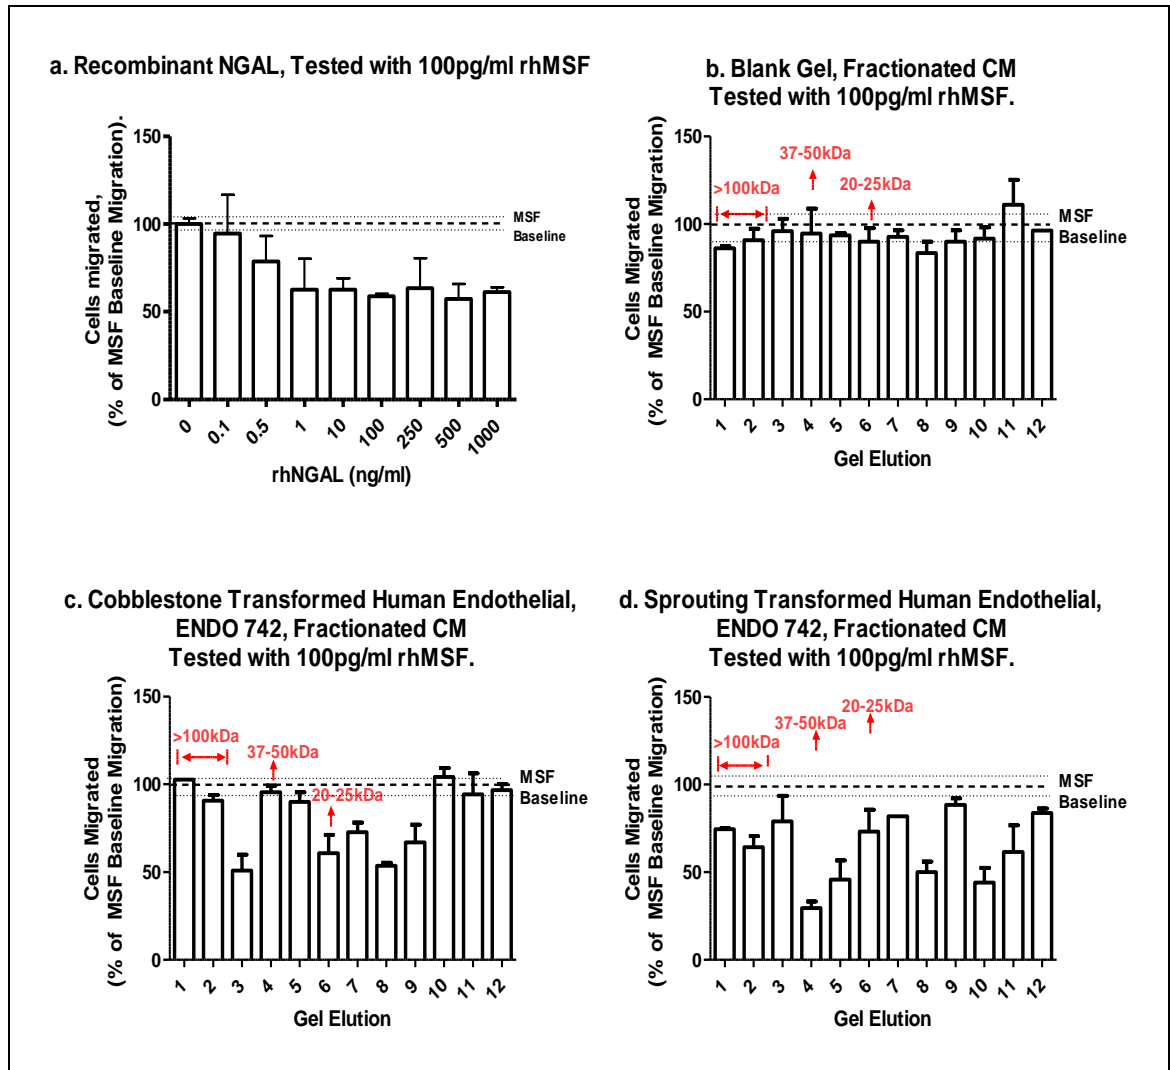 a. Recombinant NGAL, Tested with 100pg/ml rhMSF
Cells migrated,
(% of MSF Baseline Migration).
150
100
50
0
MSF
Baseline
0
0.1
0.5
1
10
100
250
500
1000
rhNGAL (ng/ml)
b. Blank Gel, Fractionated CM
Tested with 100pg/ml rhMSF.
Cells Migrated
(% of MSF Baseline Migration)
150
100
50
0
>100kDa
37-50kDa
20-25kDa
MSF
Baseline
1
2
3
4
5
6
7
8
9
10
11
12
Gel Elution
c. Cobblestone Transformed Human Endothelial,
ENDO 742, Fractionated CM
Tested with 100pg/ml rhMSF.
Cells Migrated
(% of MSF Baseline Migration)
150
100
50
0
>100kDa
37-50kDa
20-25kDa
MSF
Baseline
1
2
3
4
5
6
7
8
9
10
11
12
Gel Elution
d. Sprouting Transformed Human Endothelial,
ENDO 742, Fractionated CM
Tested with 100pg/ml rhMSF.
Cells Migrated
(% of MSF Baseline Migration)
150
100
50
0
>100kDa
37-50kDa
20-25kDa
MSF
Baseline
1
2
3
4
5
6
7
8
9
10
11
12
Gel Elution